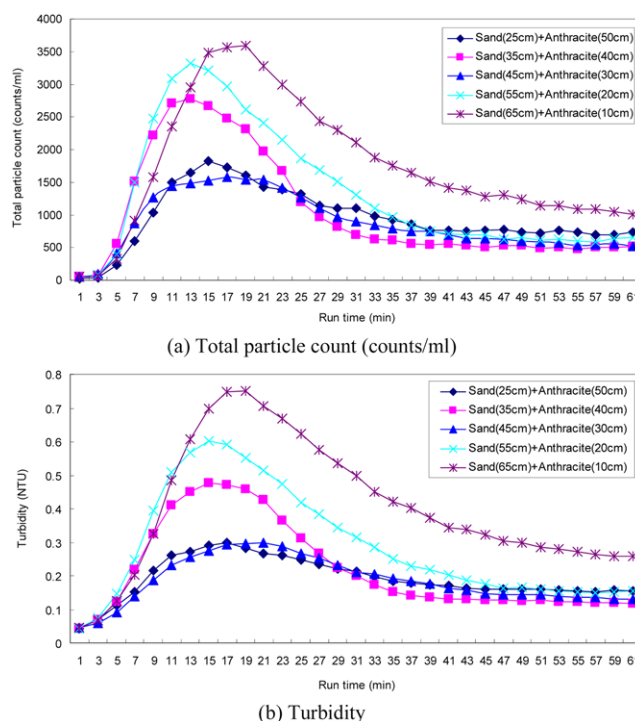 4000
3500
3000
2500
2000
1500
1000
500
0
Total particle count (counts/ml)
Sand(25cm)+Anthracite(50cm)
Sand(35cm)+Anthracite(40cm)
Sand(45cm)+Anthracite(30cm)
Sand(55cm)+Anthracite(20cm)
Sand(65cm)+Anthracite(10cm)
1 3 5 7 9 11 13 15 17 19 21 23 25 27 29 31 33 35 37 39 41 43 45 47 49 51 53 55 57 59 61
Run time (min)
(a) Total particle count (counts/ml)
0.8
0.7
0.6
0.5
0.4
0.3
0.2
0.1
0
Turbidity (NTU)
Sand(25cm)+Anthracite(50cm)
Sand(35cm)+Anthracite(40cm)
Sand(45cm)+Anthracite(30cm)
Sand(55cm)+Anthracite(20cm)
Sand(65cm)+Anthracite(10cm)
1 3 5 7 9 11 13 15 17 19 21 23 25 27 29 31 33 35 37 39 41 43 45 47 49 51 53 55 57 59 61
Run time (min)
(b) Turbidity